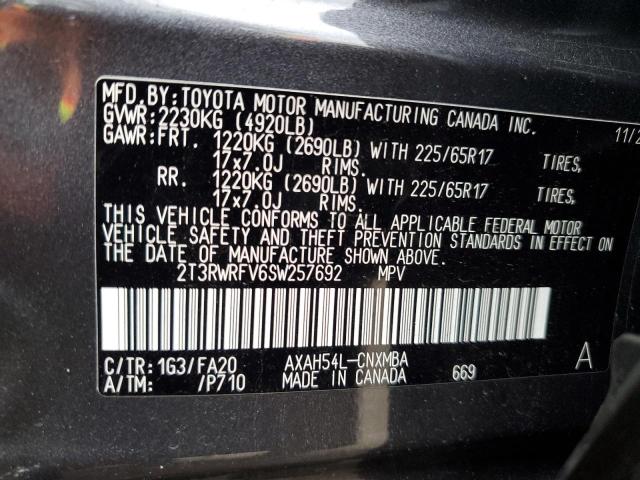 MFD. BY: TOYOTA MOTOR MANUFACTURING CANADA INC.
GVWR: 2230KG (4920LB) 11/2
GAWR: FRT. 1220KG (2690LB) WITH 225/65R17 TIRES,
17x7.0J RIMS.
RR. 1220KG (2690LB) WITH 225/65R17 TIRES,
17x7.0J RIMS.
THIS VEHICLE CONFORMS TO ALL APPLICABLE FEDERAL MOTOR
VEHICLE SAFETY AND THEFT PREVENTION STANDARDS IN EFFECT ON
THE DATE OF MANUFACTURE SHOWN ABOVE.
2T3RWRFV6SW257692 MPV
C/TR: 1G3/FA20 AXAH54L-CNXMBA A
A/TM: /P710 MADE IN CANADA 669